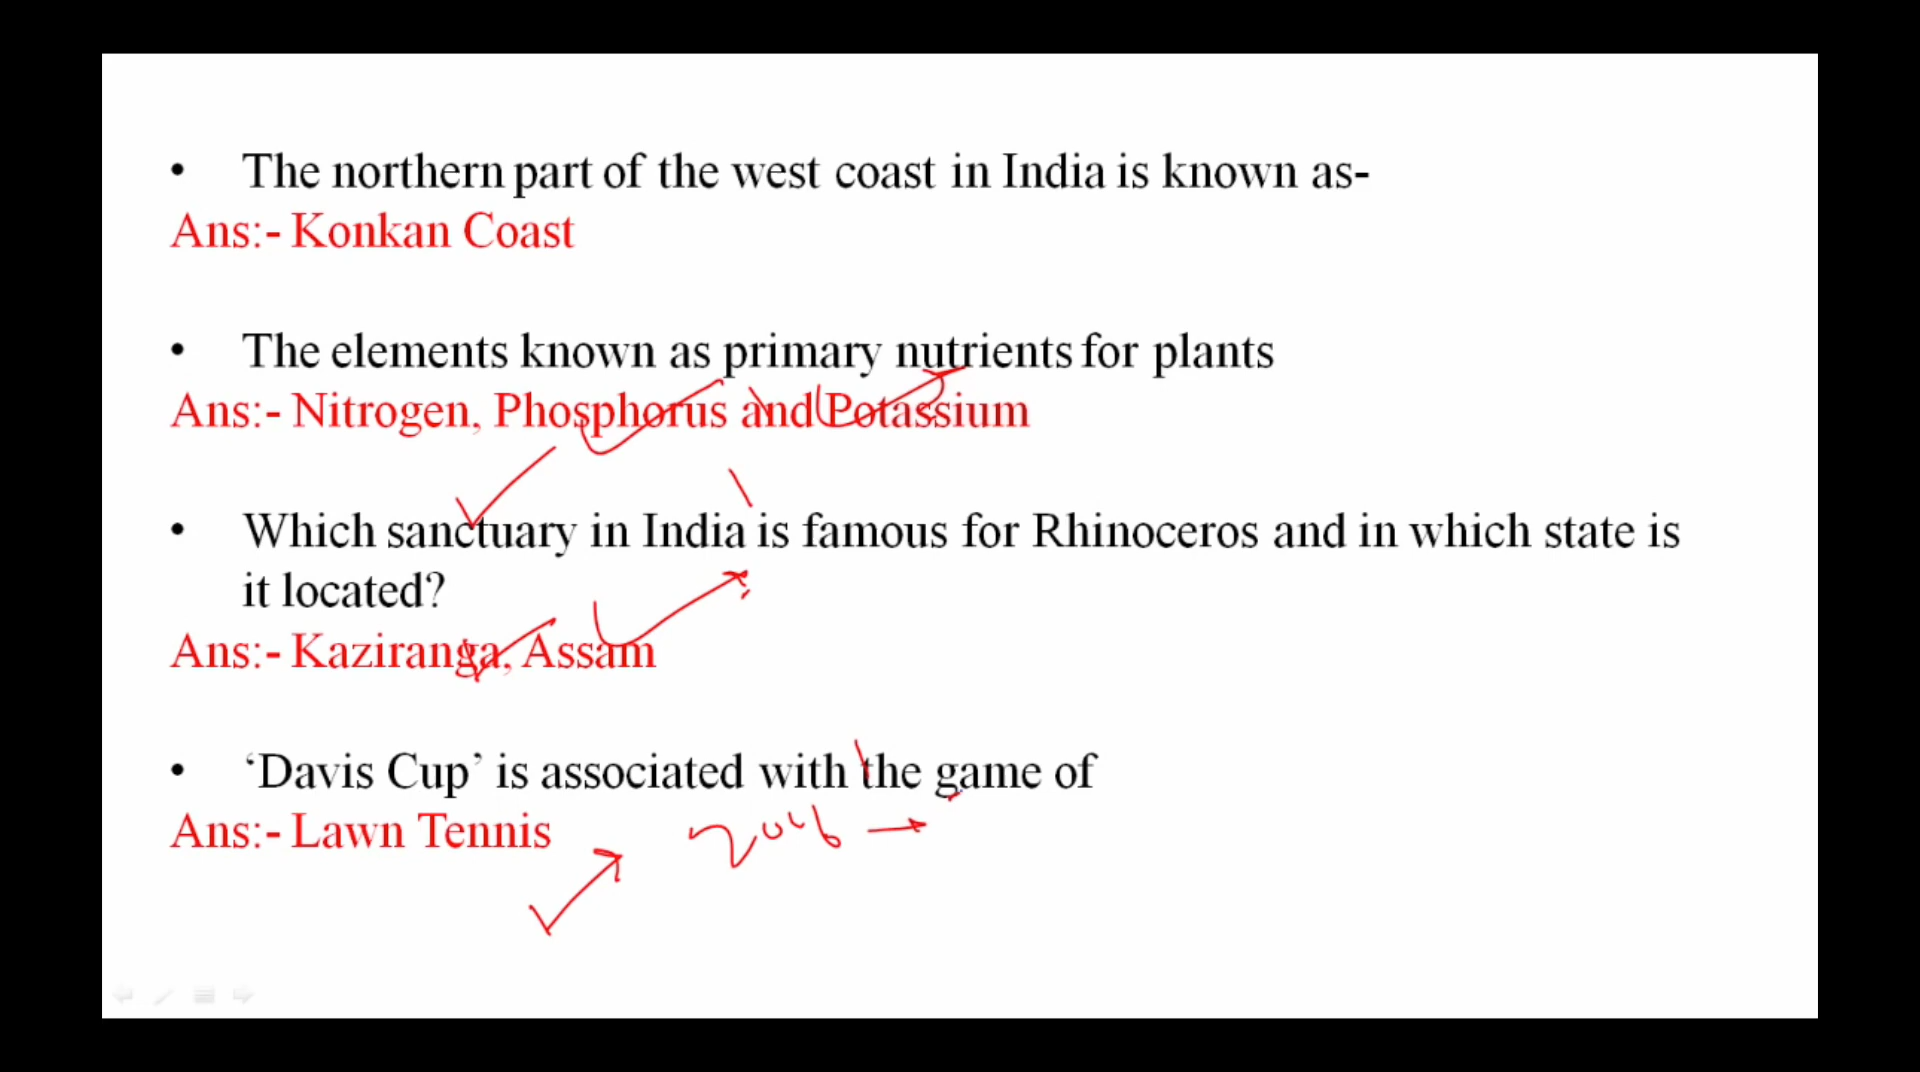 • The northern part of the west coast in India is known as-
Ans:- Konkan Coast
• The elements known as primary nutrients for plants
Ans:- Nitrogen, Phosphorus and Potassium
• Which sanctuary in India is famous for Rhinoceros and in which state is
it located?
Ans:- Kaziranga, Assam
• ‘Davis Cup’ is associated with the game of
Ans:- Lawn Tennis
2016 →